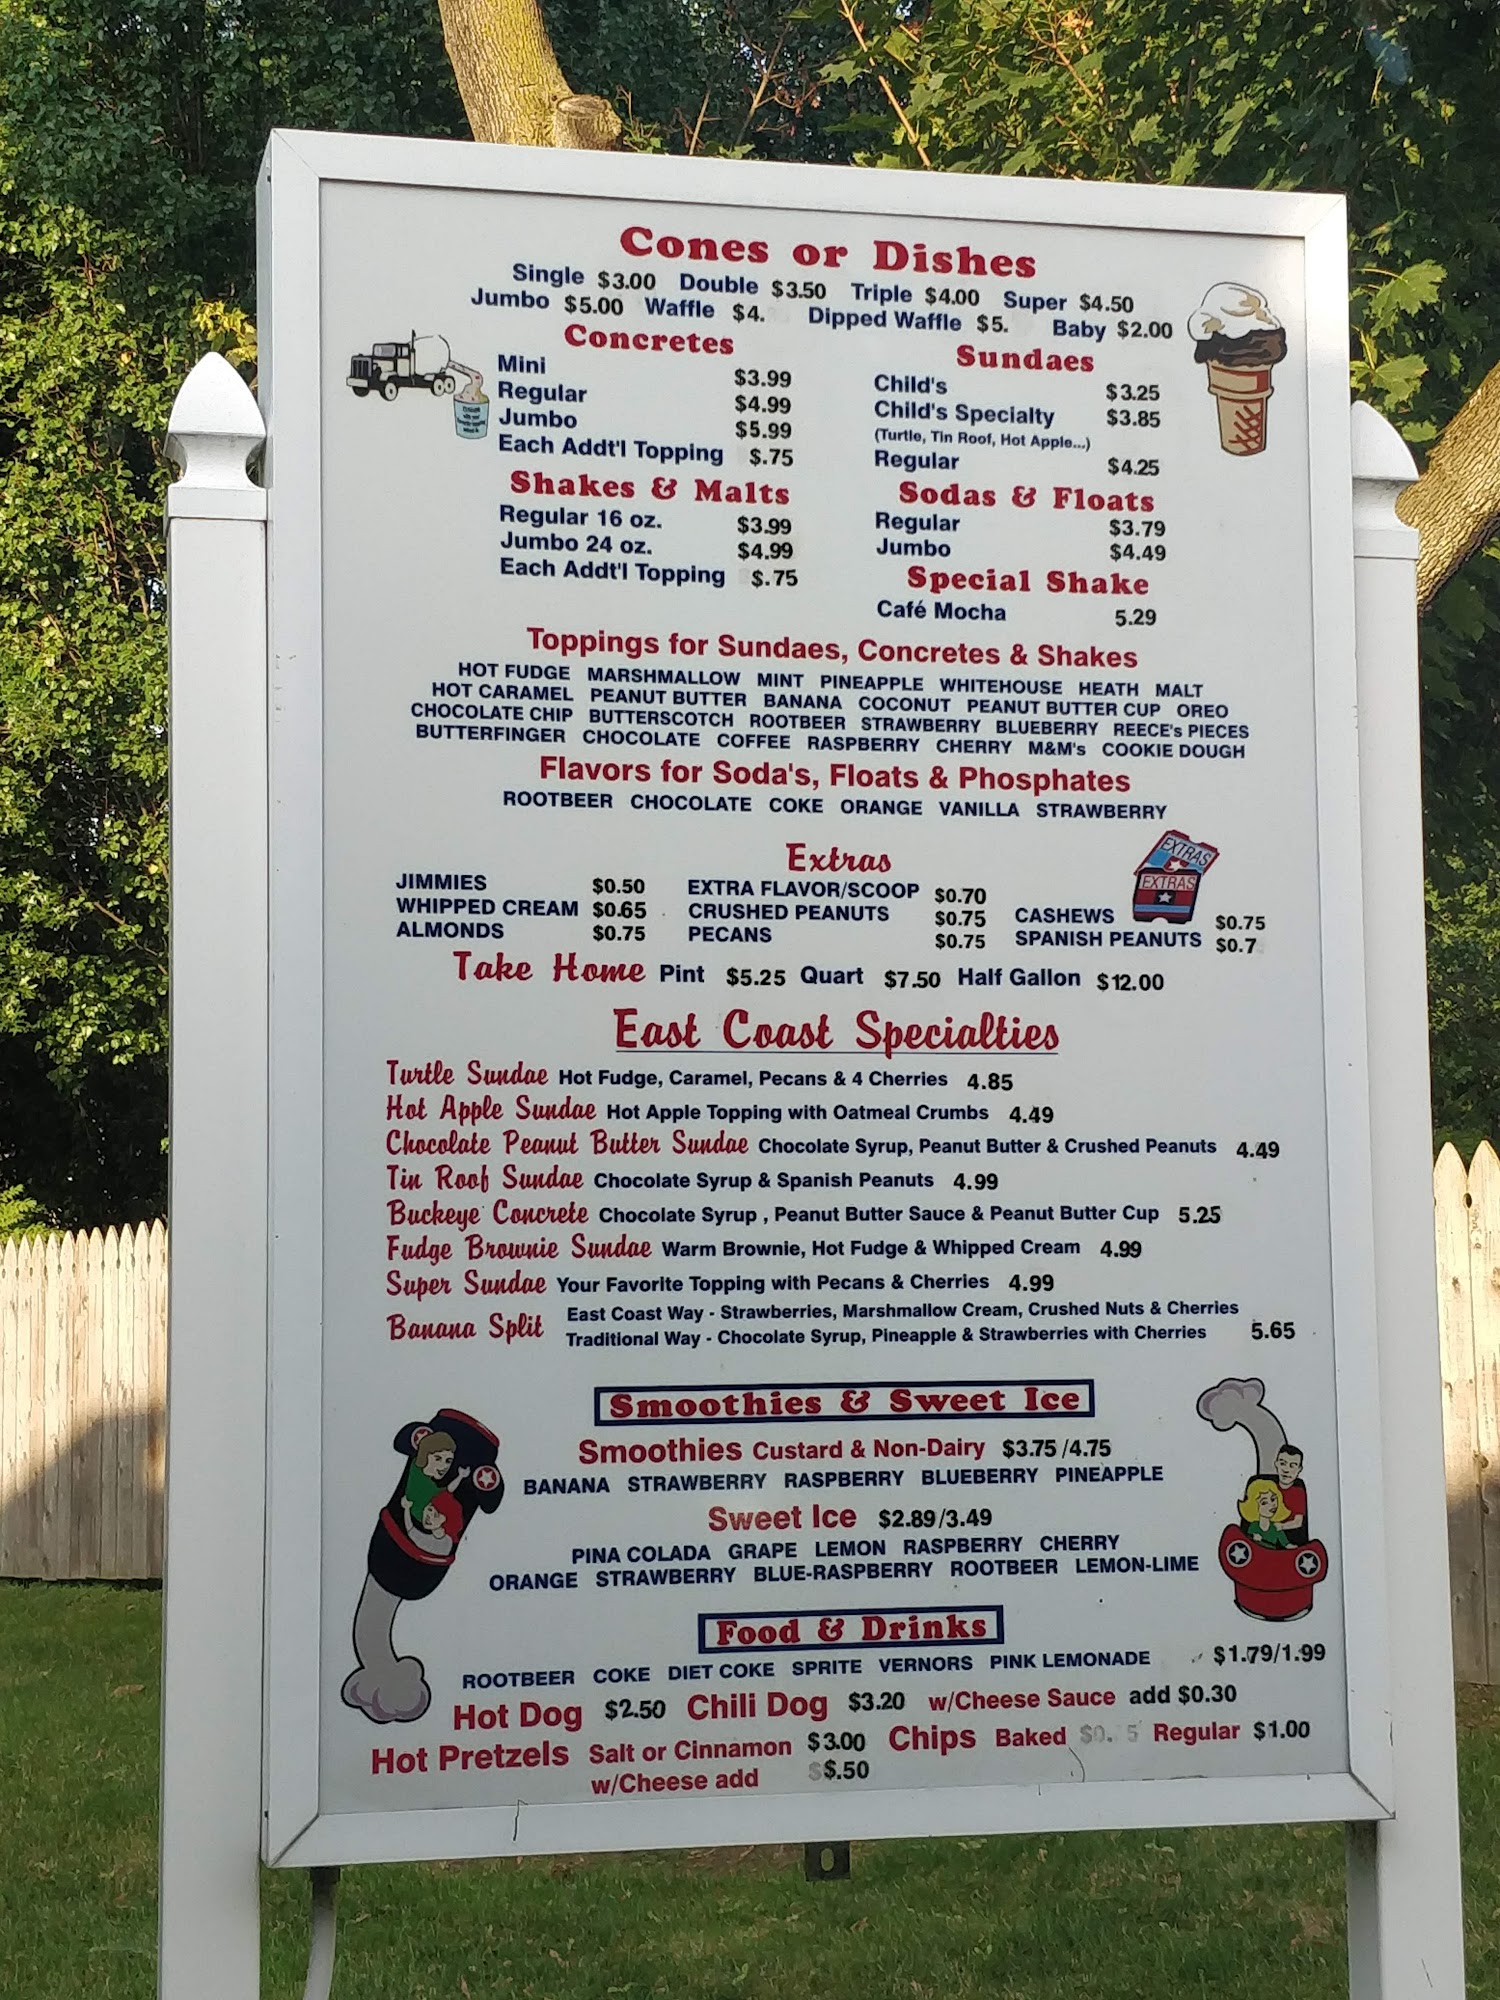 Cones or Dishes
Single $3.00 Double $3.50 Triple $4.00 Super $4.50
Jumbo $5.00 Waffle $4. Dipped Waffle $5. Baby $2.00
Concretes
Mini $3.99
Regular $4.99
Jumbo $5.99
Each Addt'l Topping $.75
Sundaes
Child's $3.25
Child's Specialty $3.85
(Turtle, Tin Roof, Hot Apple...)
Regular $4.25
Shakes & Malts
Regular 16 oz. $3.99
Jumbo 24 oz. $4.99
Each Addt'l Topping $.75
Sodas & Floats
Regular $3.79
Jumbo $4.49
Special Shake
Café Mocha 5.29
Toppings for Sundaes, Concretes & Shakes
HOT FUDGE MARSHMALLOW MINT PINEAPPLE WHITEHOUSE HEATH MALT
HOT CARAMEL PEANUT BUTTER BANANA COCONUT PEANUT BUTTER CUP OREO
CHOCOLATE CHIP BUTTERSCOTCH ROOTBEER STRAWBERRY BLUEBERRY REECE's PIECES
BUTTERFINGER CHOCOLATE COFFEE RASPBERRY CHERRY M&M's COOKIE DOUGH
Flavors for Soda's, Floats & Phosphates
ROOTBEER CHOCOLATE COKE ORANGE VANILLA STRAWBERRY
Extras
EXTRAS
EXTRAS
JIMMIES $0.50 EXTRA FLAVOR/SCOOP $0.70
WHIPPED CREAM $0.65 CRUSHED PEANUTS $0.75 CASHEWS $0.75
ALMONDS $0.75 PECANS $0.75 SPANISH PEANUTS $0.7
Take Home Pint $5.25 Quart $7.50 Half Gallon $12.00
East Coast Specialties
Turtle Sundae Hot Fudge, Caramel, Pecans & 4 Cherries 4.85
Hot Apple Sundae Hot Apple Topping with Oatmeal Crumbs 4.49
Chocolate Peanut Butter Sundae Chocolate Syrup, Peanut Butter & Crushed Peanuts 4.49
Tin Roof Sundae Chocolate Syrup & Spanish Peanuts 4.99
Buckeye Concrete Chocolate Syrup , Peanut Butter Sauce & Peanut Butter Cup 5.25
Fudge Brownie Sundae Warm Brownie, Hot Fudge & Whipped Cream 4.99
Super Sundae Your Favorite Topping with Pecans & Cherries 4.99
Banana Split East Coast Way - Strawberries, Marshmallow Cream, Crushed Nuts & Cherries
Traditional Way - Chocolate Syrup, Pineapple & Strawberries with Cherries 5.65
Smoothies & Sweet Ice
Smoothies Custard & Non-Dairy $3.75/4.75
BANANA STRAWBERRY RASPBERRY BLUEBERRY PINEAPPLE
Sweet Ice $2.89/3.49
PINA COLADA GRAPE LEMON RASPBERRY CHERRY
ORANGE STRAWBERRY BLUE-RASPBERRY ROOTBEER LEMON-LIME
Food & Drinks
ROOTBEER COKE DIET COKE SPRITE VERNORS PINK LEMONADE $1.79/1.99
Hot Dog $2.50 Chili Dog $3.20 w/Cheese Sauce add $0.30
Hot Pretzels Salt or Cinnamon $3.00 Chips Baked Regular $1.00
w/Cheese add $.50